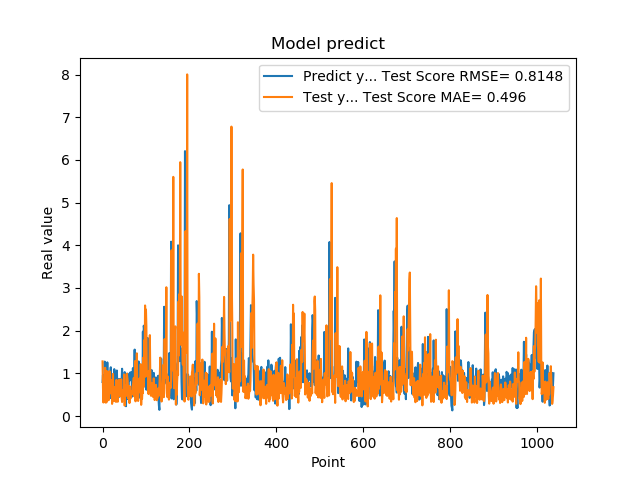 Model predict
Predict y... Test Score RMSE= 0.8148
Test y... Test Score MAE= 0.496
8
7
6
5
4
3
2
1
0
Real value
0 200 400 600 800 1000
Point